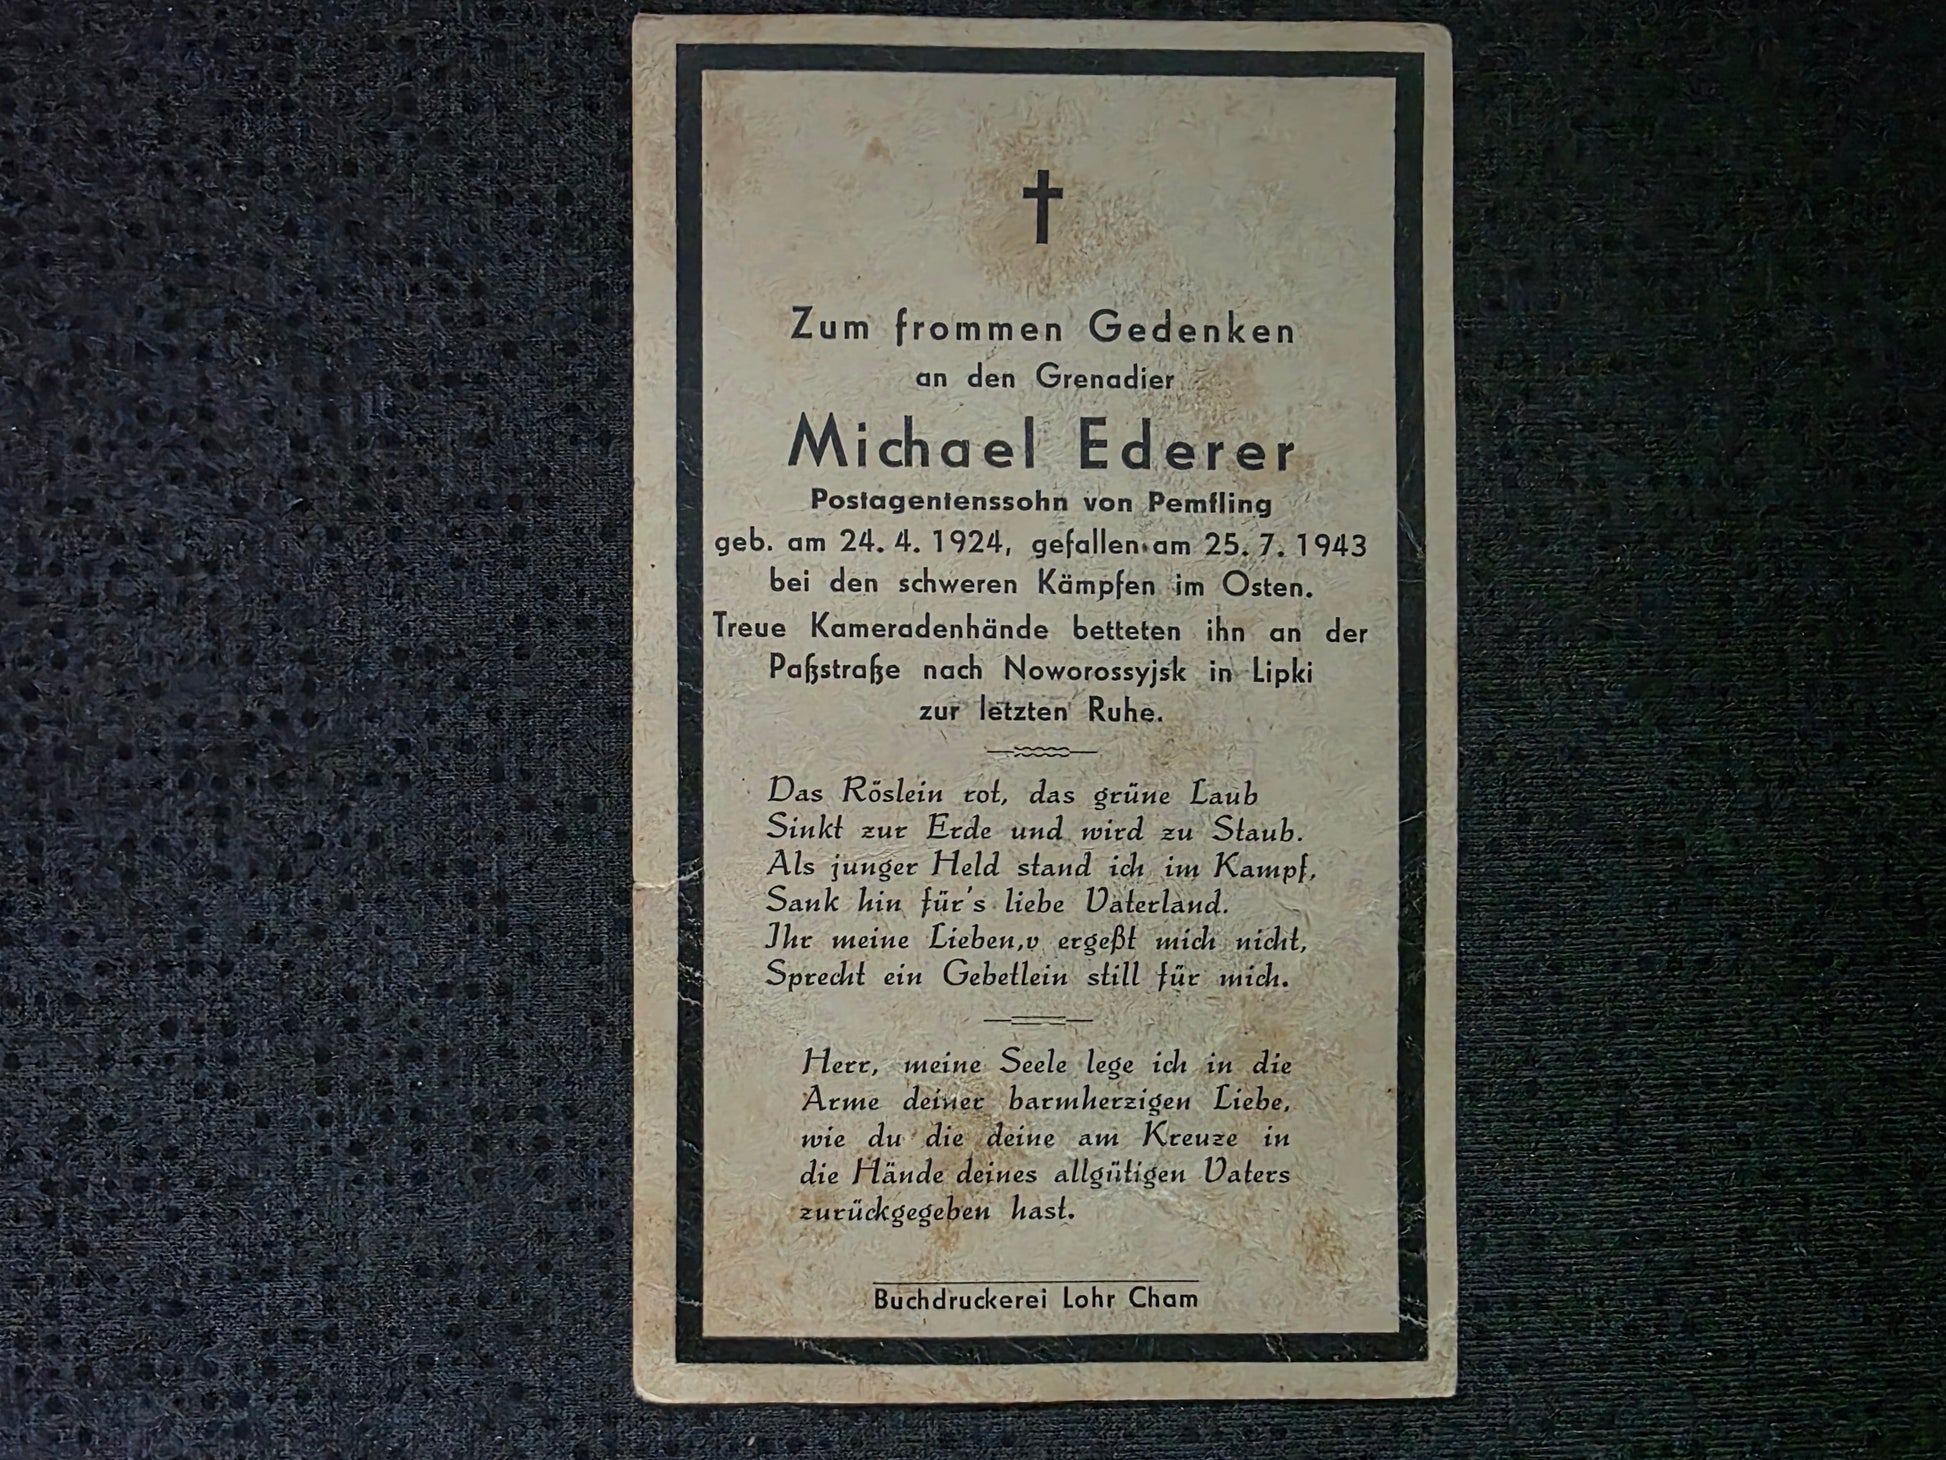 Zum frommen Gedenken
an den Grenadier
Michael Ederer
Postagentenssohn von Pemfling
geb. am 24. 4. 1924, gefallen am 25. 7. 1943
bei den schweren Kämpfen im Osten.
Treue Kameradenhände betteten ihn an der
Paßstraße nach Noworossyjsk in Lipki
zur letzten Ruhe.
Das Röslein rot, das grüne Laub
Sinkt zur Erde und wird zu Staub.
Als junger Held stand ich im Kampf,
Sank hin für's liebe Vaterland.
Ihr meine Lieben,v ergeßt mich nicht,
Sprecht ein Gebetlein still für mich.
Herr, meine Seele lege ich in die
Arme deiner barmherzigen Liebe,
wie du die deine am Kreuze in
die Hände deines allgütigen Vaters
zurückgegeben hast.
Buchdruckerei Lohr Cham